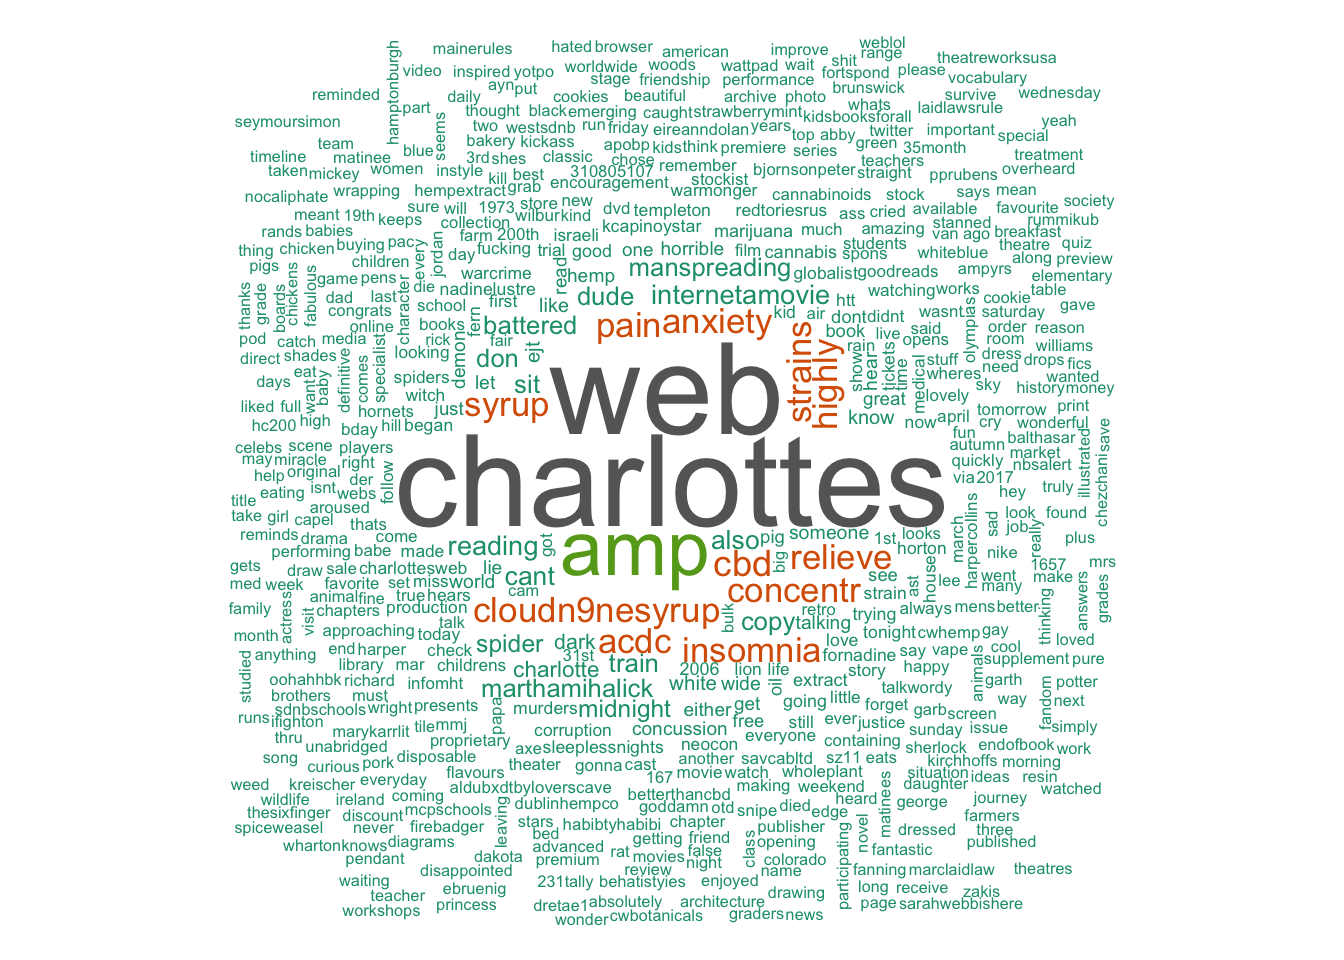 mainerules hated browser american improve weblol
hamptonburgh video inspired yotpo worldwide woods wattpad wait shit range theatreworksusa
reminded ayn put stage friendship performance fortspond please vocabulary
part daily cookies beautiful archive photo brunswick survive wednesday
seymoursimon seems thought black emerging caught strawberrymint kidsbooksforall whats laidlawsrule yeah
team two westsdnb run friday eireanndolan years top abby twitter important special
timeline matinee blue bakery kickass apobp kids think premiere series green 35month treatment
taken mickey women 3rd shes classic chose remember bjornsonpeter straight teachers pprubens overheard
nocaliphate wrapping instyle kill best 310805107 encouragement stockist warmonger cannabinoids stock says mean society
hempextract grab store new
meant 19th keeps sure will 1973 wilbur kind dvd templeton redtoriesrus ass cried available favourite rummikub
rands babies collection farm 200th israeli kcapinoystar marijuana much amazing stanned van ago breakfast
thing chicken buying pac every jordan day fucking trial good one horrible film cannabis spons students whiteblue theatre quiz
pigs children die warcrime read hemp manspreading globalist goodreads ampyrs along preview
thanks grade boards chickens fabulous game pens character nadinelustre dude internetamovie htt watching works elementary
dad last school first like kid air dont didnt wasnt cookie table
congrats books fern battered pain anxiety strains highly book live said saturday gave
pod catch online media rick fair opens olympias order reason
direct shades definitive comes specialist looking demon don ejt web show rain hear tickets time stuff room williams
days eat want baby spiders let sit medical wheres dress need drops fics
liked full witch syrup great lovely sky wanted
hc200 high hornets just know now april historymoney
bday hill began tomorrow print
celebs scene players charlottes cry wonderful
may miracle right fun balthasar
help original der follow autumn market illustrated save
eating isnt webs quickly nbsalert chezchani
title aroused via 2017 truly
take girl capel thats hey
reminds drama come got amp also pig someone 1st looks harpercollins march sad look found
performing babe made reading big cbd relieve horton job really plus
gets draw sale charlottesweb lie cant see ast house nike 1657 mrs
med week favorite set miss world concentr strain lee went make
animal fine true hears cam many answers grades
family actress visit chapters production cloudn9nesyrup bulk retro trying always mens better thinking
talk copy talking
month approaching today acdc love tonight cwhemp gay loved
end harper check spider dark insomnia fornadine say vape cool
studied anything 31st story happy supplement pure
library mar childrens charlotte train 2006 lion life animals garth potter
oohahhbk richard infomht marthamihalick white wide oil extract talkwordy way fandom next
brothers must papa murders midnight either get going little forget garb screen
sdnbschools wright presents free still ever justice simply
runs ifighton tile mmj corruption concussion everyone sunday issue
thru marykarrlit proprietary axe sleeplessnights neocon containing sherlock endofbook work
unabridged theater another savcabltd sz11 eats kirchhoffs morning
song curious pork disposable flavours gonna cast 167 movie watch wholeplant situation ideas resin
weed kreischer everyday aldubxdtbyloverscave betterthancbd making weekend daughter watched
wildlife ireland coming dublinhempco goddamn otd snipe died heard matinees george journey
thesixfinger discount mcpschools leaving stars habibtyhabibi chapter edge farmers
spiceweasel never firebadger bed getting friend publisher novel dressed three
whartonknows diagrams advanced false class opening fantastic published
pendant dakota premium rat movies night colorado participating
disappointed review name fanning marclaidlaw theatres
waiting ebruenig 231tally behatistyies enjoyed drawing long receive zakis
teacher princess dretae1 absolutely architecture page sarahwebbishere
workshops wonder cwbotanicals graders news